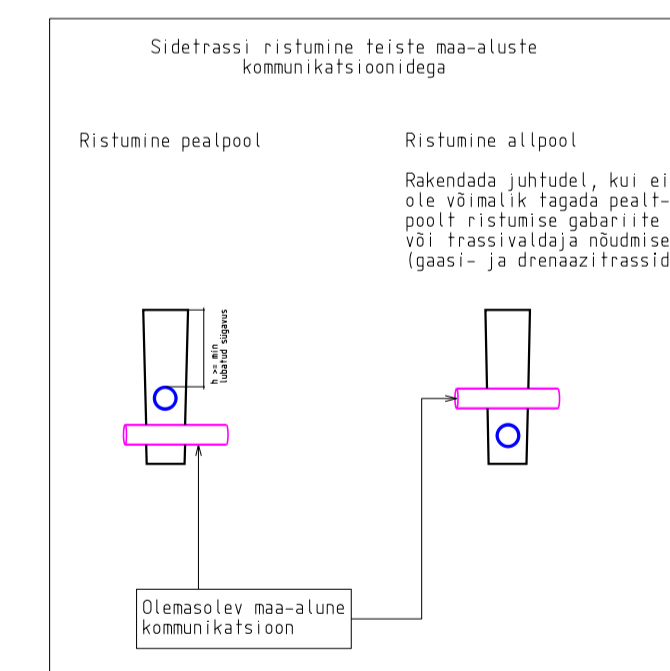 Sidetrassi ristumine teiste maa-aluste
kommunikatsioonidega
Ristumine pealpool
Ristumine allpool
Rakendada juhtudel, kui ei
ole võimalik tagada pealt-
poolt ristumise gabariite
või trassivaldaja nõudmise
(gaasi- ja drenaazitrassid
h >= min
lubatud sügavus
Olemasolev maa-alune
kommunikatsioon